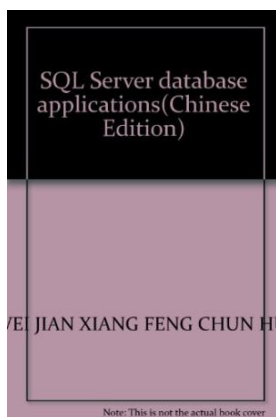 SQL Server database
applications(Chinese
Edition)
JIAN XIANG FENG CHUN
Note: This is not the actual book cover